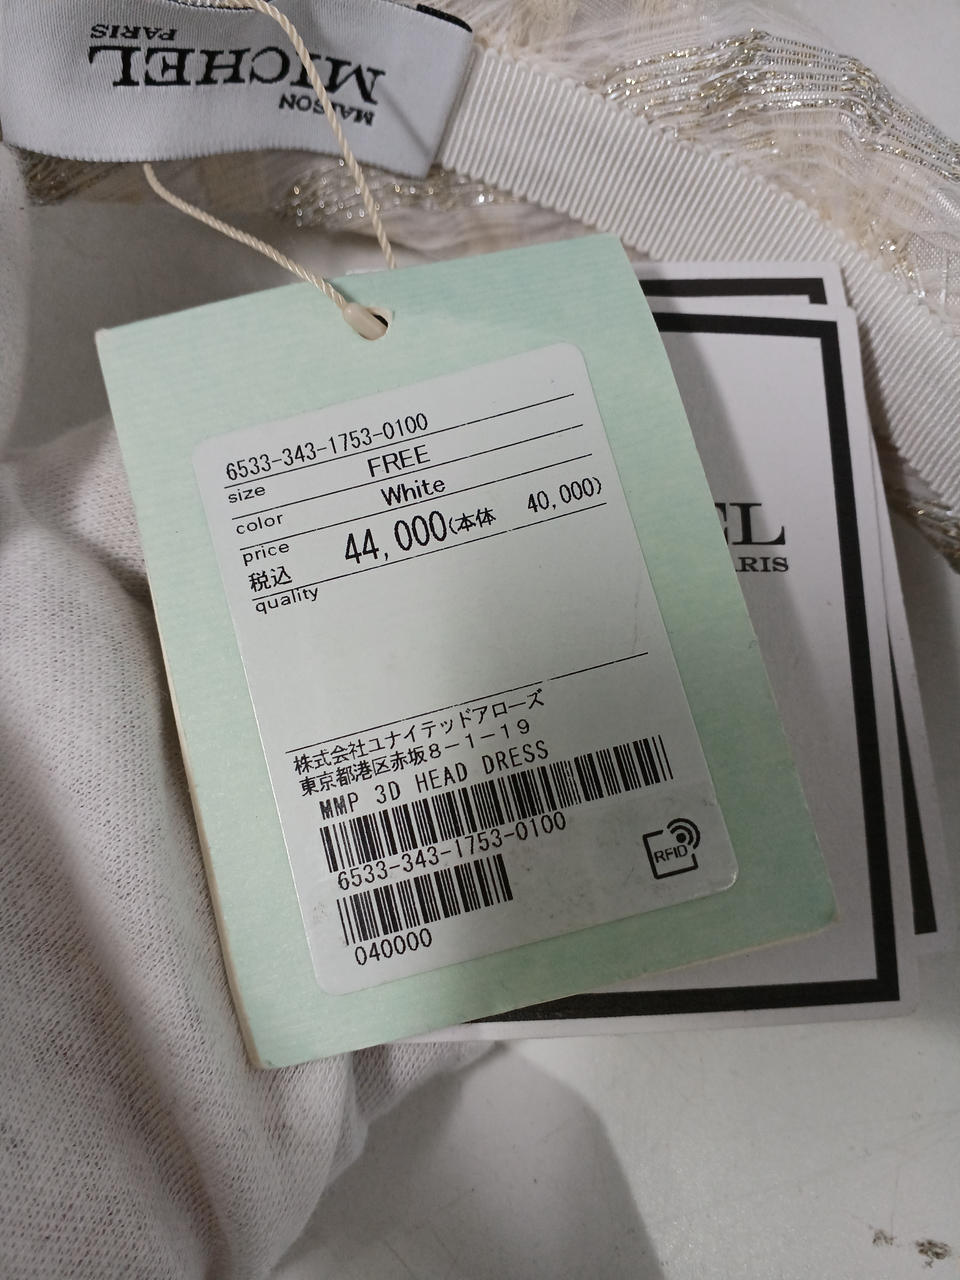 MAISON
MICHEL
PARIS
6533-343-1753-0100
size FREE
color White
price 44,000(本体 40,000)
税込
quality
株式会社ユナイテッドアローズ
東京都港区赤坂8-1-19
MMP 3D HEAD DRESS
6533-343-1753-0100
040000
RFID
EL
ARIS